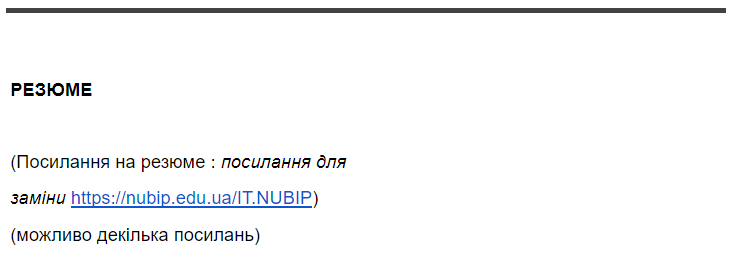 РЕЗЮМЕ
(Посилання на резюме : посилання для
заміни https://nubip.edu.ua/IT.NUBIP)
(можливо декілька посилань)